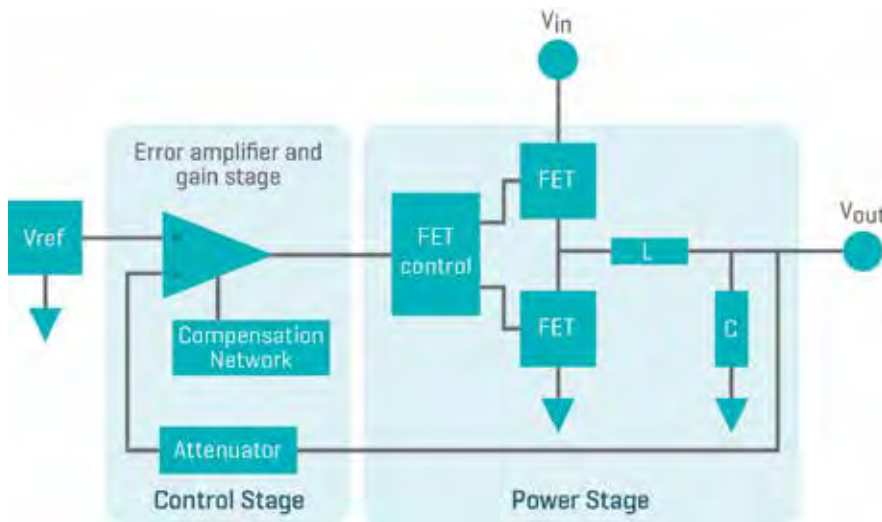 Vin
Error amplifier and
gain stage
Vref
+
-
FET
control
FET
FET
L
C
Vout
Compensation
Network
Attenuator
Control Stage
Power Stage